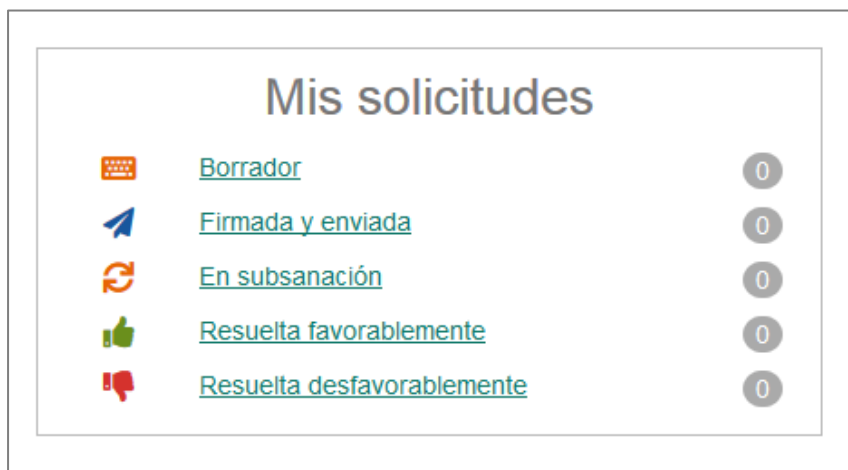 Mis solicitudes
Borrador 0
Firmada y enviada 0
En subsanación 0
Resuelta favorablemente 0
Resuelta desfavorablemente 0